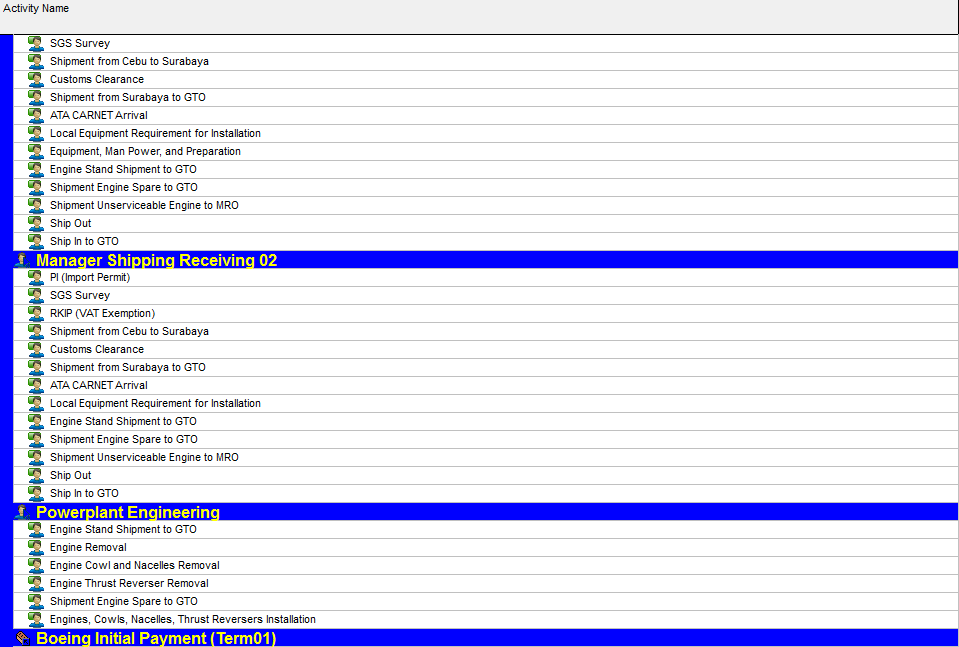 Activity Name
SGS Survey
Shipment from Cebu to Surabaya
Customs Clearance
Shipment from Surabaya to GTO
ATA CARNET Arrival
Local Equipment Requirement for Installation
Equipment, Man Power, and Preparation
Engine Stand Shipment to GTO
Shipment Engine Spare to GTO
Shipment Unserviceable Engine to MRO
Ship Out
Ship In to GTO
Manager Shipping Receiving 02
PI (Import Permit)
SGS Survey
RKIP (VAT Exemption)
Shipment from Cebu to Surabaya
Customs Clearance
Shipment from Surabaya to GTO
ATA CARNET Arrival
Local Equipment Requirement for Installation
Engine Stand Shipment to GTO
Shipment Engine Spare to GTO
Shipment Unserviceable Engine to MRO
Ship Out
Ship In to GTO
Powerplant Engineering
Engine Stand Shipment to GTO
Engine Removal
Engine Cowl and Nacelles Removal
Engine Thrust Reverser Removal
Shipment Engine Spare to GTO
Engines, Cowls, Nacelles, Thrust Reversers Installation
Boeing Initial Payment (Term01)